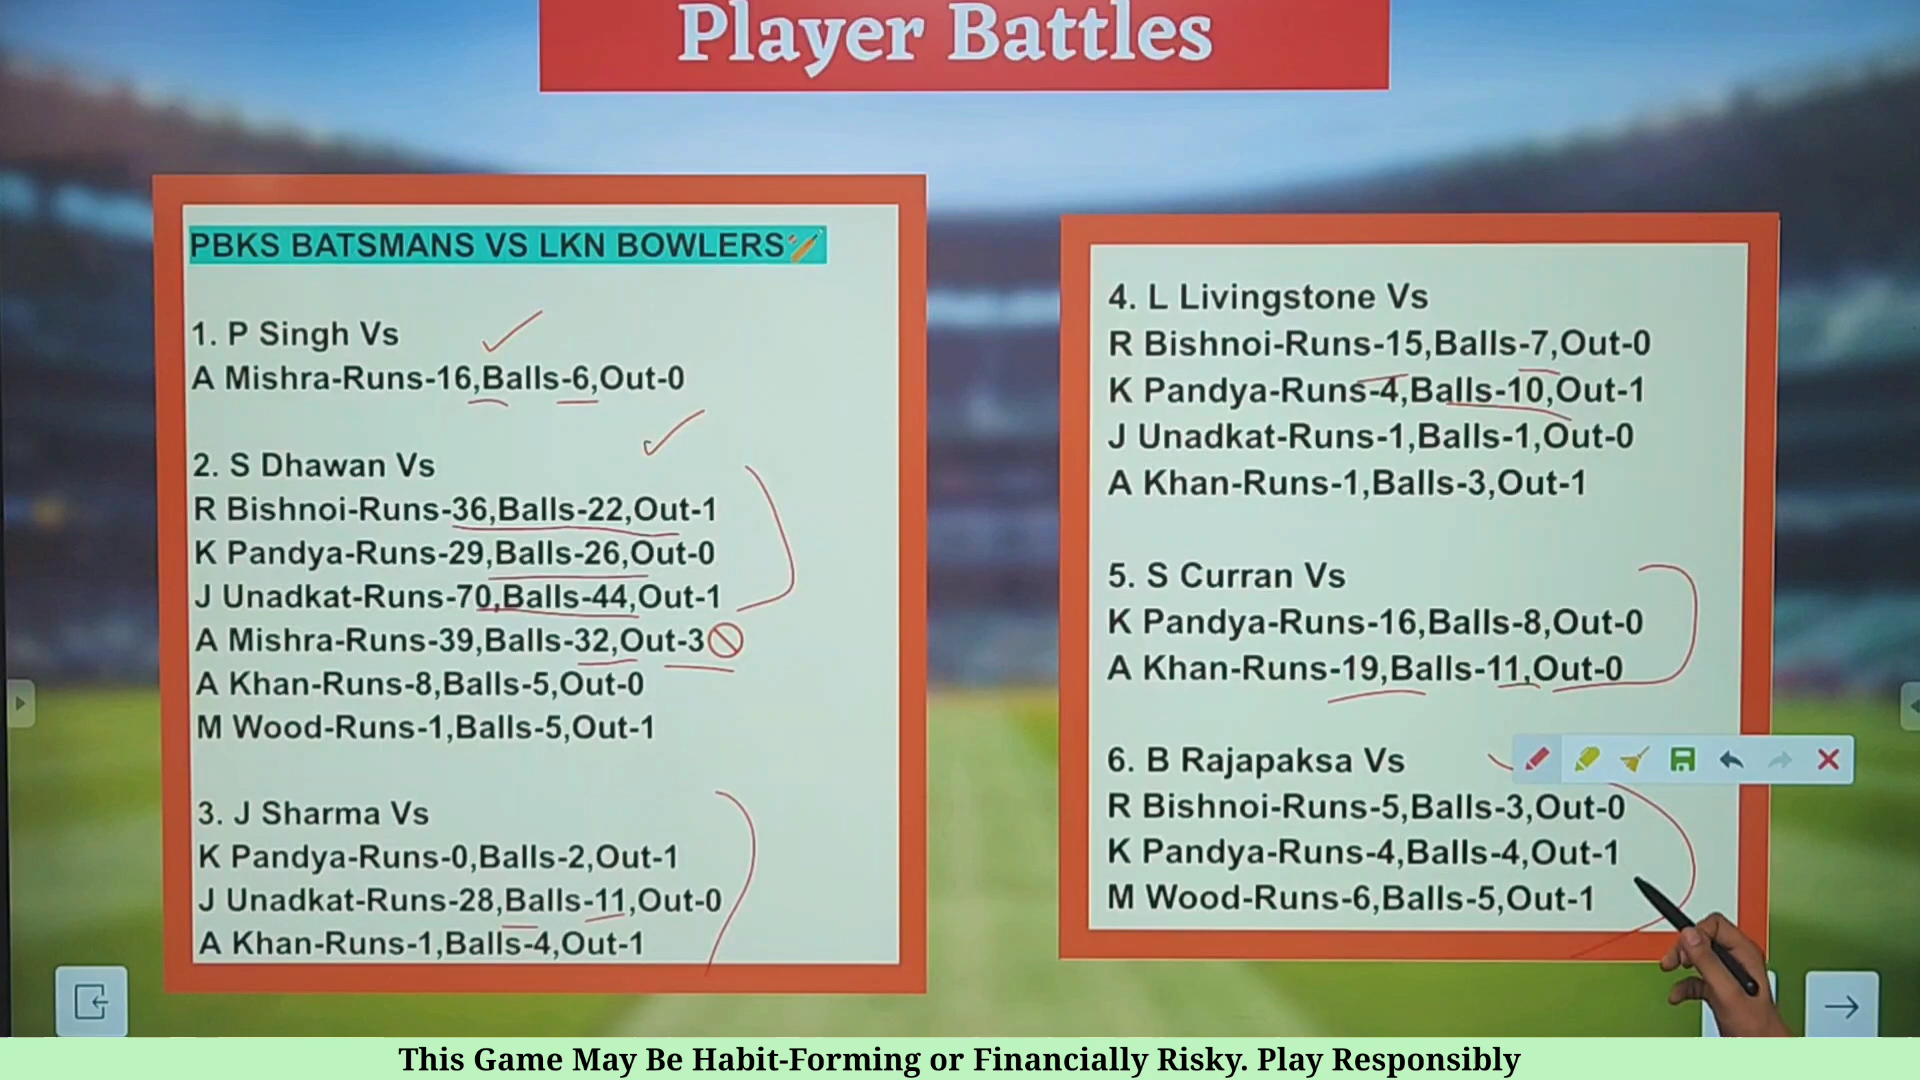 Player Battles
PBKS BATSMANS VS LKN BOWLERS
1. P Singh Vs
A Mishra-Runs-16,Balls-6,Out-0
2. S Dhawan Vs
R Bishnoi-Runs-36,Balls-22,Out-1
K Pandya-Runs-29,Balls-26,Out-0
J Unadkat-Runs-70,Balls-44,Out-1
A Mishra-Runs-39,Balls-32,Out-3
A Khan-Runs-8,Balls-5,Out-0
M Wood-Runs-1,Balls-5,Out-1
3. J Sharma Vs
K Pandya-Runs-0,Balls-2,Out-1
J Unadkat-Runs-28,Balls-11,Out-0
A Khan-Runs-1,Balls-4,Out-1
4. L Livingstone Vs
R Bishnoi-Runs-15,Balls-7,Out-0
K Pandya-Runs-4,Balls-10,Out-1
J Unadkat-Runs-1,Balls-1,Out-0
A Khan-Runs-1,Balls-3,Out-1
5. S Curran Vs
K Pandya-Runs-16,Balls-8,Out-0
A Khan-Runs-19,Balls-11,Out-0
6. B Rajapaksa Vs
R Bishnoi-Runs-5,Balls-3,Out-0
K Pandya-Runs-4,Balls-4,Out-1
M Wood-Runs-6,Balls-5,Out-1
This Game May Be Habit-Forming or Financially Risky. Play Responsibly